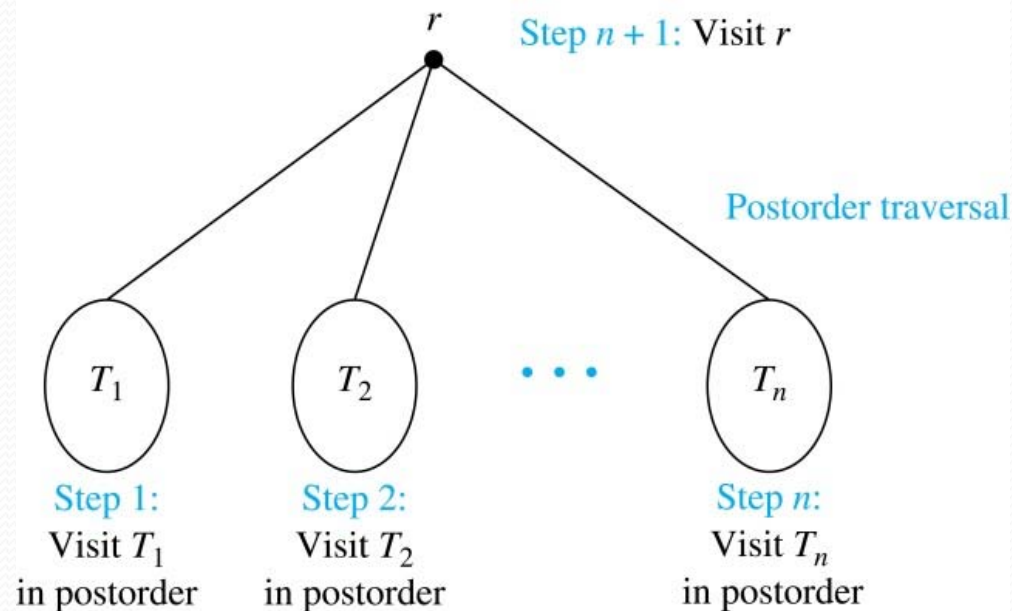 r
Step n + 1: Visit r
Postorder traversal
T₁
T₂
. . .
Tₙ
Step 1:
Visit T₁
in postorder
Step 2:
Visit T₂
in postorder
Step n:
Visit Tₙ
in postorder